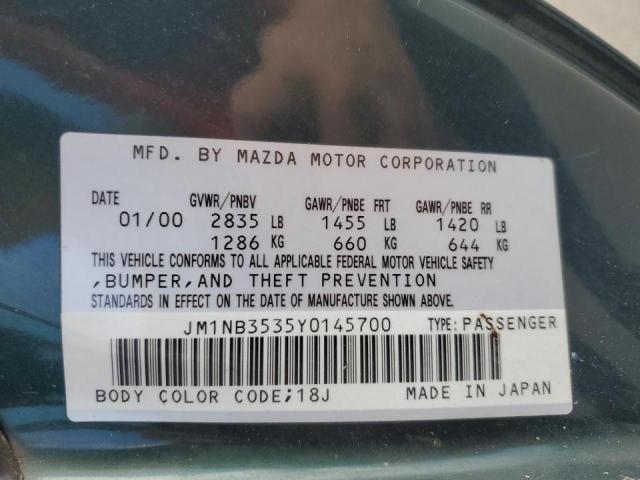 MFD. BY MAZDA MOTOR CORPORATION
DATE GVWR/PNBV GAWR/PNBE FRT GAWR/PNBE RR
01/00 2835 LB 1455 LB 1420 LB
1286 KG 660 KG 644 KG
THIS VEHICLE CONFORMS TO ALL APPLICABLE FEDERAL MOTOR VEHICLE SAFETY
,BUMPER,AND THEFT PREVENTION
STANDARDS IN EFFECT ON THE DATE OF MANUFACTURE SHOWN ABOVE.
JM1NB3535Y0145700 TYPE:PASSENGER
BODY COLOR CODE;18J MADE IN JAPAN